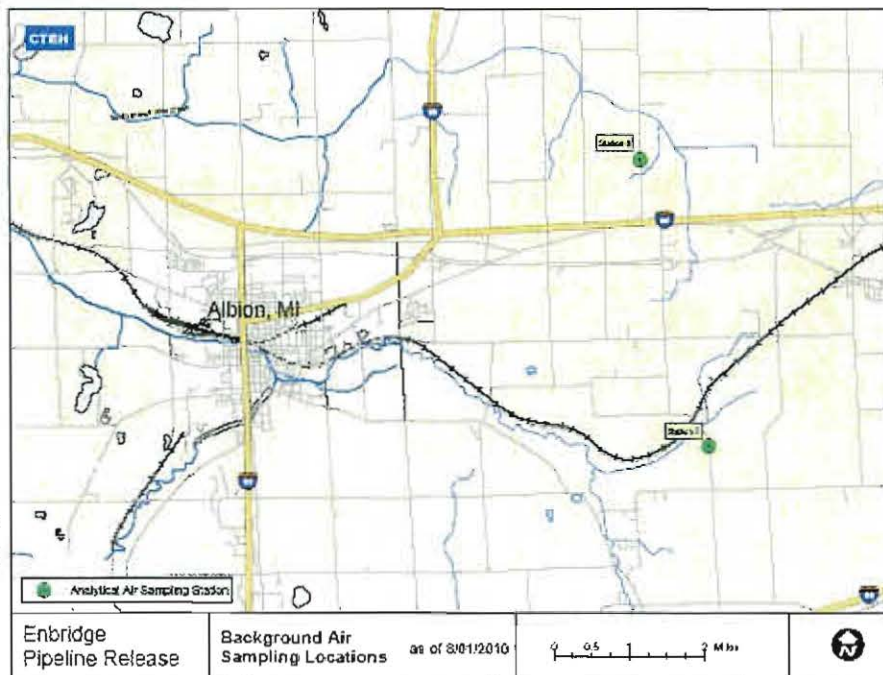 CTEH
Albion, MI
Analytical Air Sampling Station
Enbridge
Pipeline Release
Background Air
Sampling Locations
as of 8/01/2010
0 0.5 1 2 Miles
N